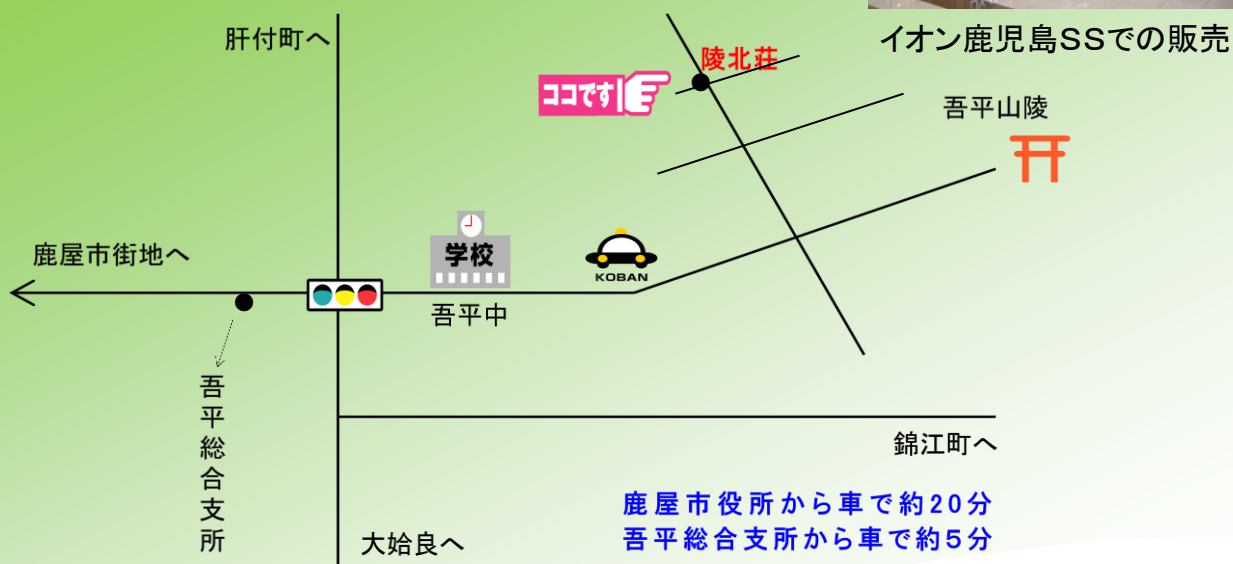 イオン鹿児島SSでの販売
肝付町へ
陵北荘
ココです
吾平山陵
鹿屋市街地へ
学校
KOBAN
吾平中
吾平総合支所
錦江町へ
鹿屋市役所から車で約20分
吾平総合支所から車で約5分
大姶良へ